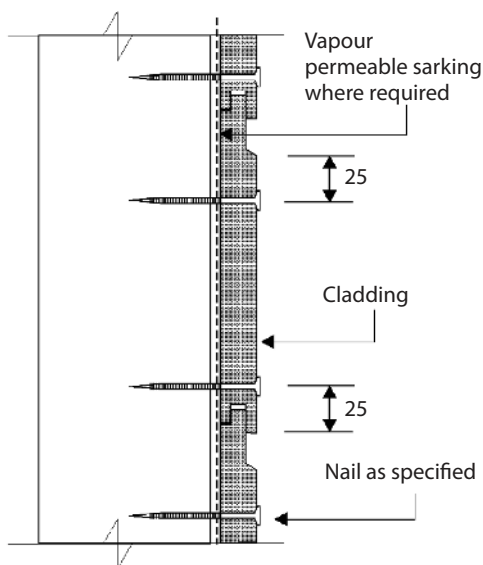 Vapour
permeable sarking
where required
25
Cladding
25
Nail as specified